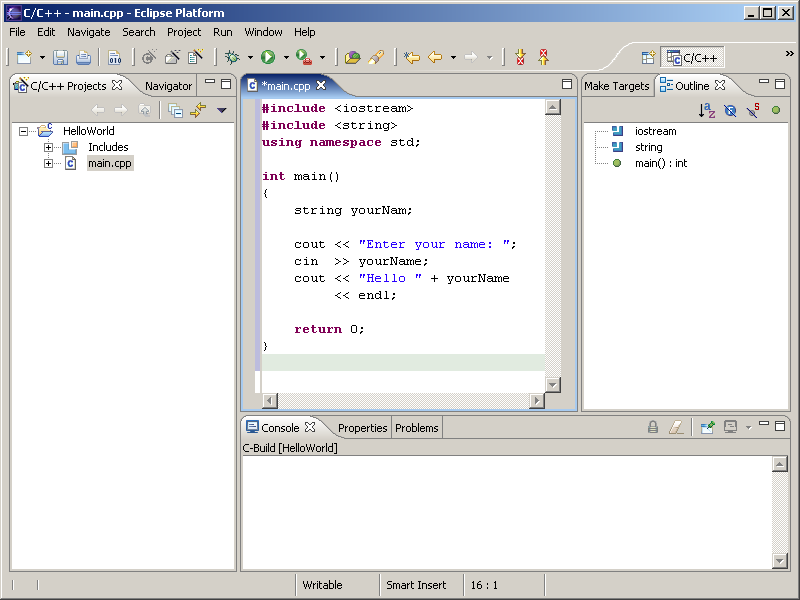 C/C++ - main.cpp - Eclipse Platform
File Edit Navigate Search Project Run Window Help
010
C/C++
»
C/C++ Projects Navigator
HelloWorld
Includes
main.cpp
*main.cpp
#include <iostream>
#include <string>
using namespace std;
int main()
{
string yourNam;
cout << "Enter your name: ";
cin >> yourName;
cout << "Hello " + yourName
<< endl;
return 0;
}
Make Targets Outline
iostream
string
main() : int
Console Properties Problems
C-Build [HelloWorld]
Writable Smart Insert 16 : 1